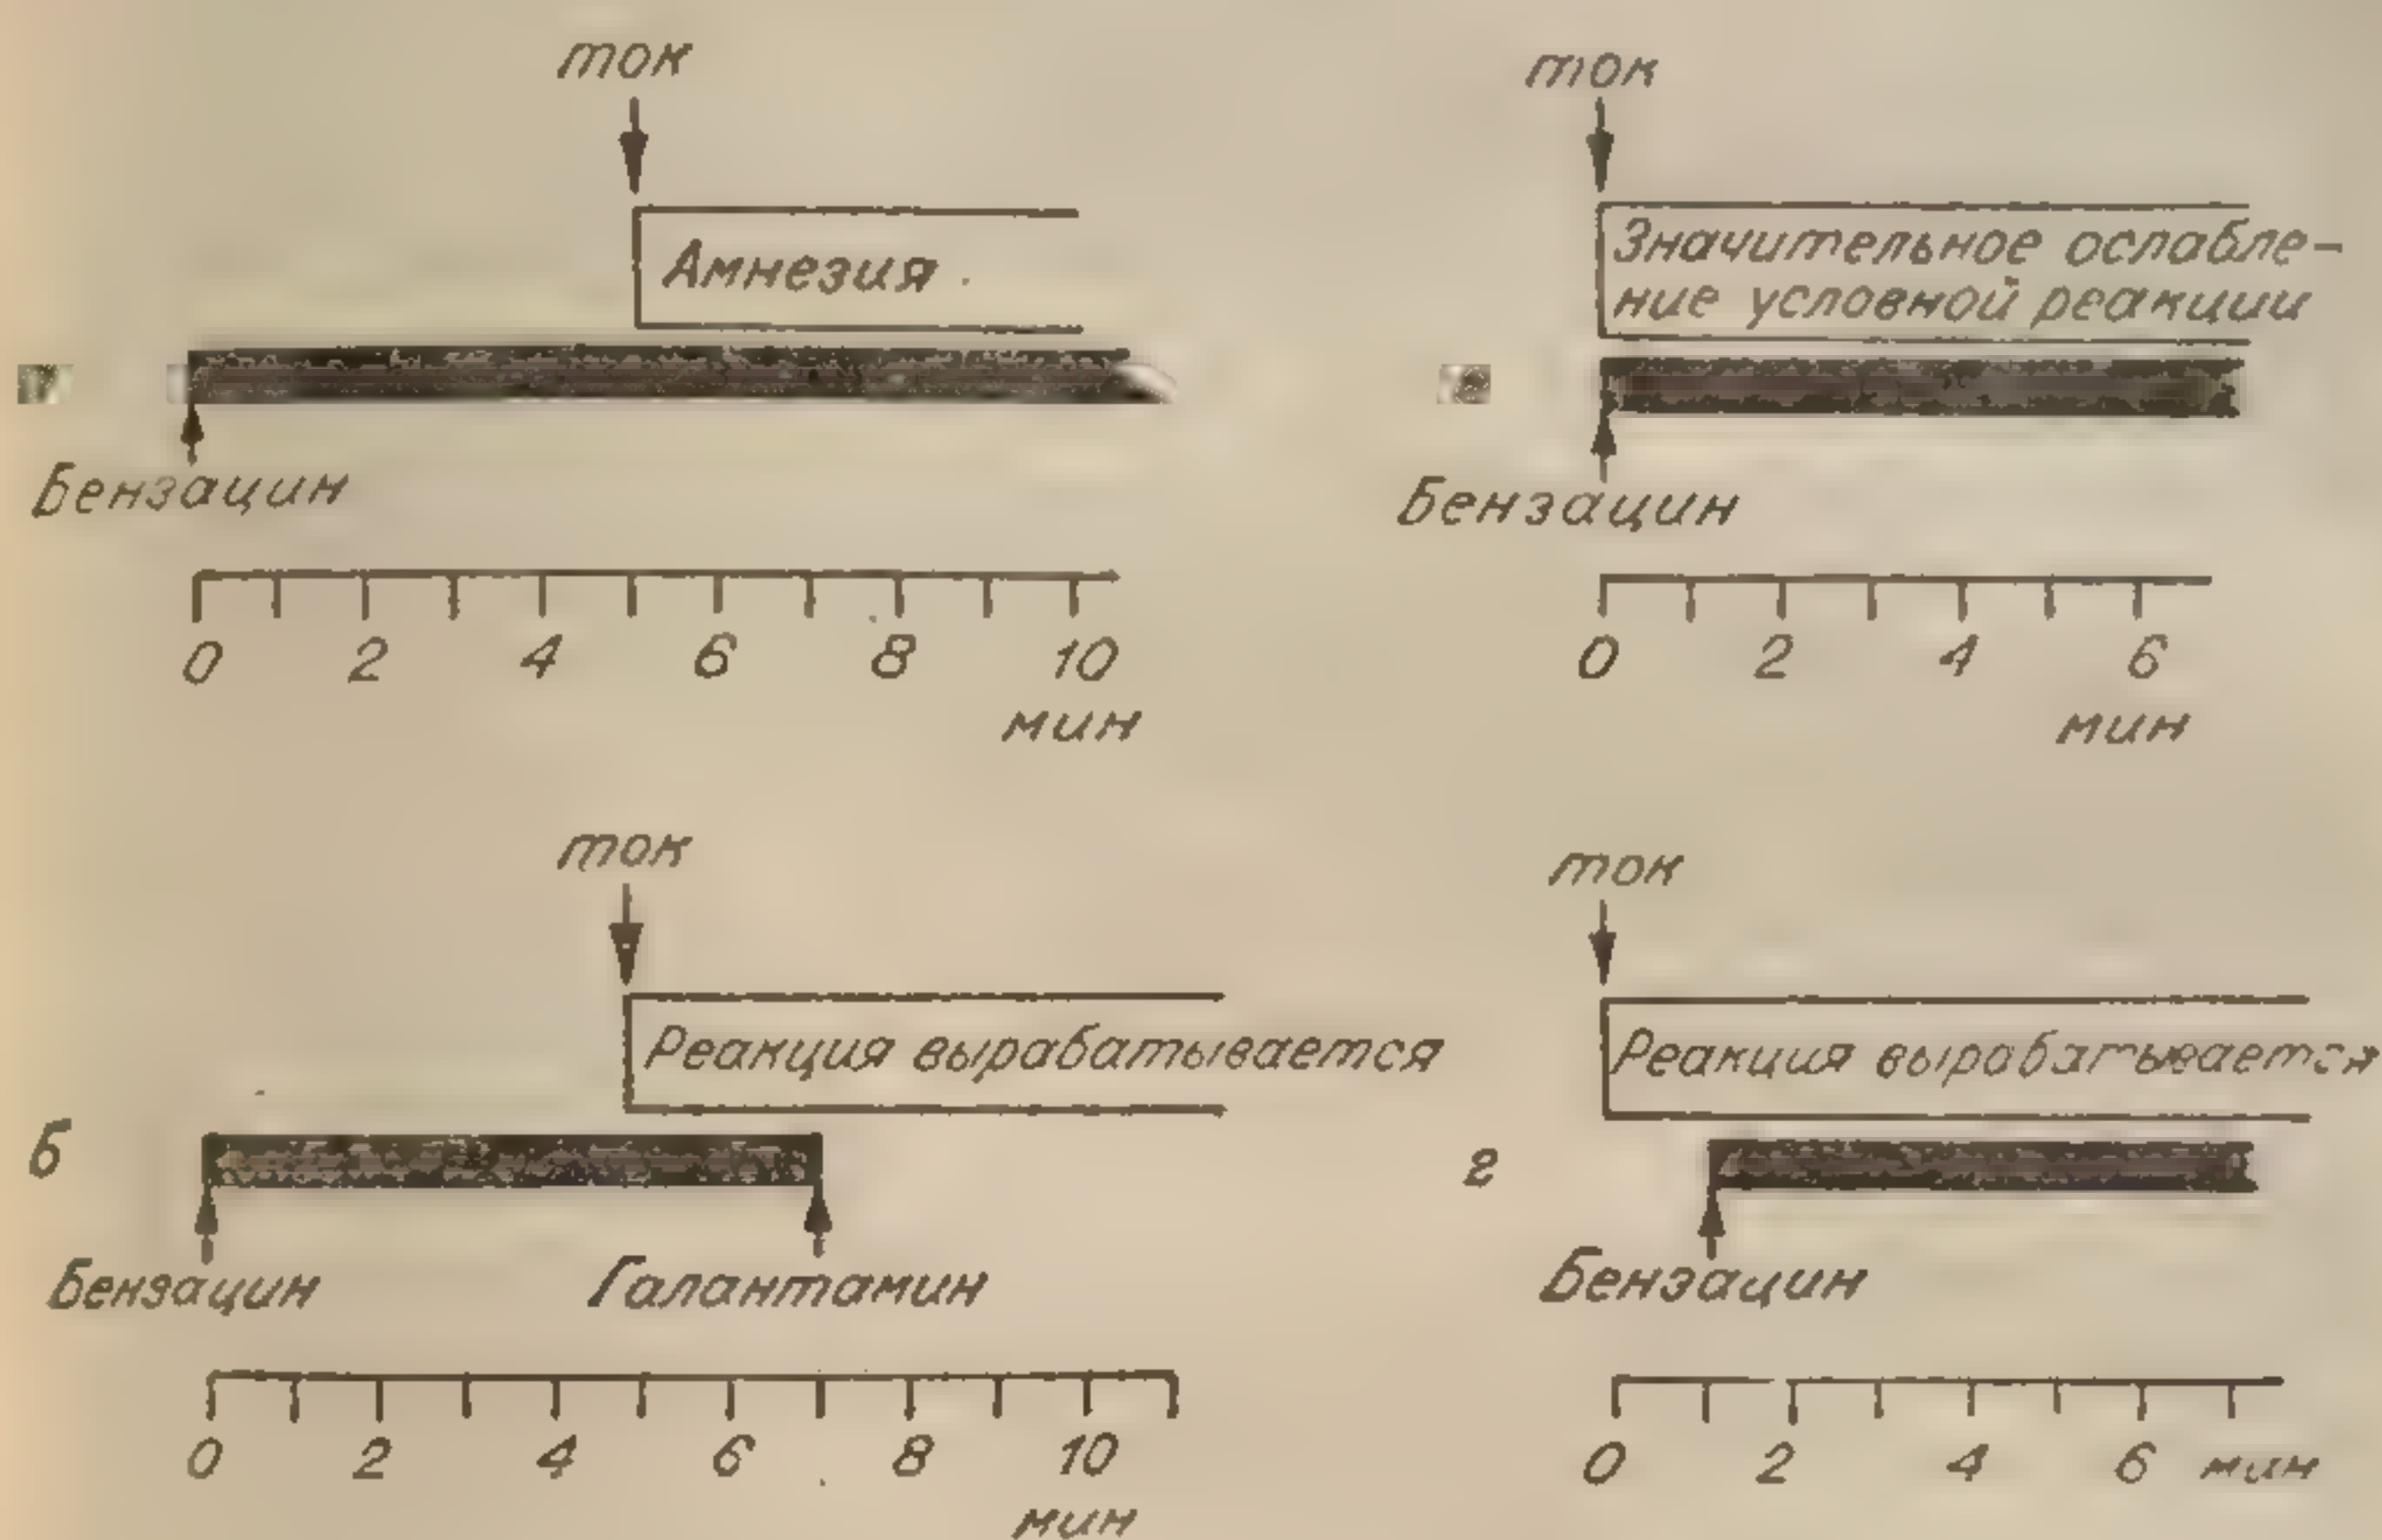 ток
Амнезия
Бензацин
0 2 4 6 8 10
мин
ток
Значительное ослабле-
ние условной реакции
Бензацин
0 2 4 6
мин
ток
Реакция вырабатывается
б
Бензацин
Галантамин
0 2 4 6 8 10
мин
ток
Реакция вырабатывается
г
Бензацин
0 2 4 6 мин